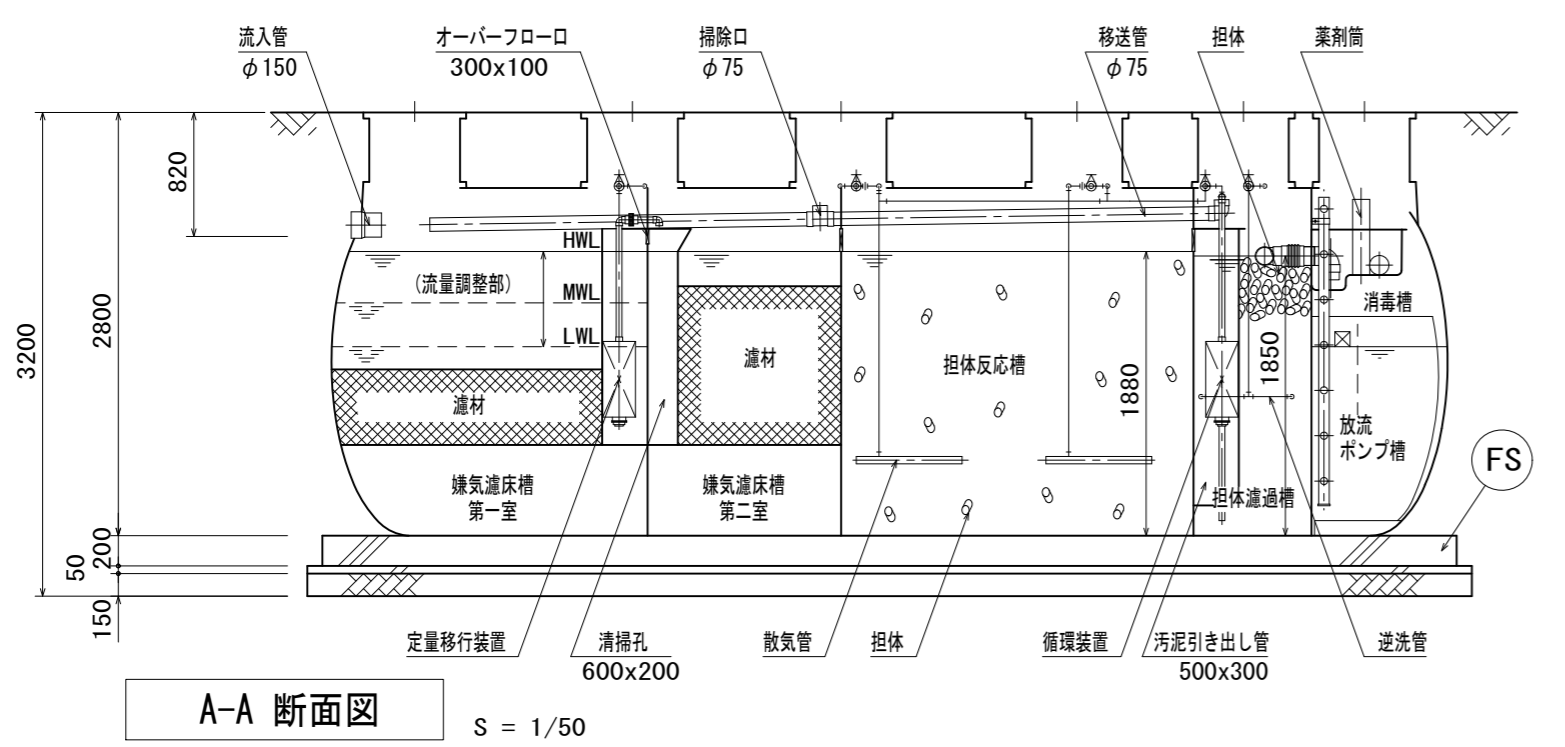 流入管
φ150
オーバーフロー口
300x100
掃除口
φ75
移送管
φ75
担体
薬剤筒
820
2800
3200
HWL
(流量調整部)
MWL
LWL
濾材
濾材
担体反応槽
1880
1850
消毒槽
放流
ポンプ槽
嫌気濾床槽
第一室
嫌気濾床槽
第二室
担体濾過槽
FS
200
50
150
定量移行装置
清掃孔
600x200
散気管
担体
循環装置
汚泥引き出し管
500x300
逆洗管
A-A 断面図
S = 1/50